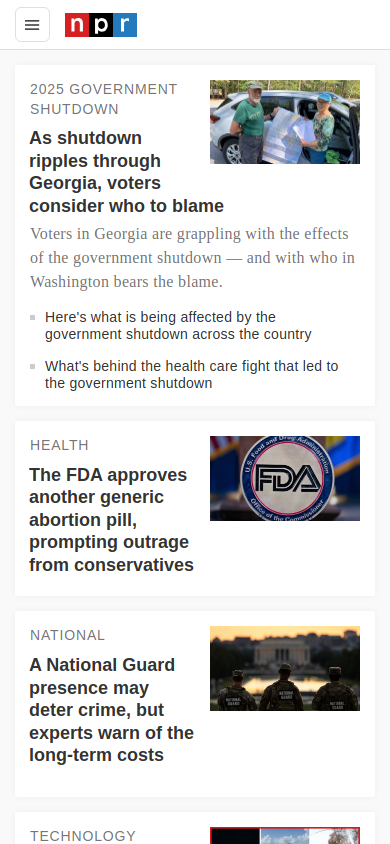 npr
2025 GOVERNMENT
SHUTDOWN
As shutdown
ripples through
Georgia, voters
consider who to blame
Voters in Georgia are grappling with the effects
of the government shutdown — and with who in
Washington bears the blame.
Here's what is being affected by the
government shutdown across the country
What's behind the health care fight that led to
the government shutdown
HEALTH
The FDA approves
another generic
abortion pill,
prompting outrage
from conservatives
U.S. Food and Drug Administration
FDA
Office of the Commissioner
NATIONAL
A National Guard
presence may
deter crime, but
experts warn of the
long-term costs
NATIONAL
GUARD
NATIONAL
GUARD
NATIONAL
GUARD
TECHNOLOGY